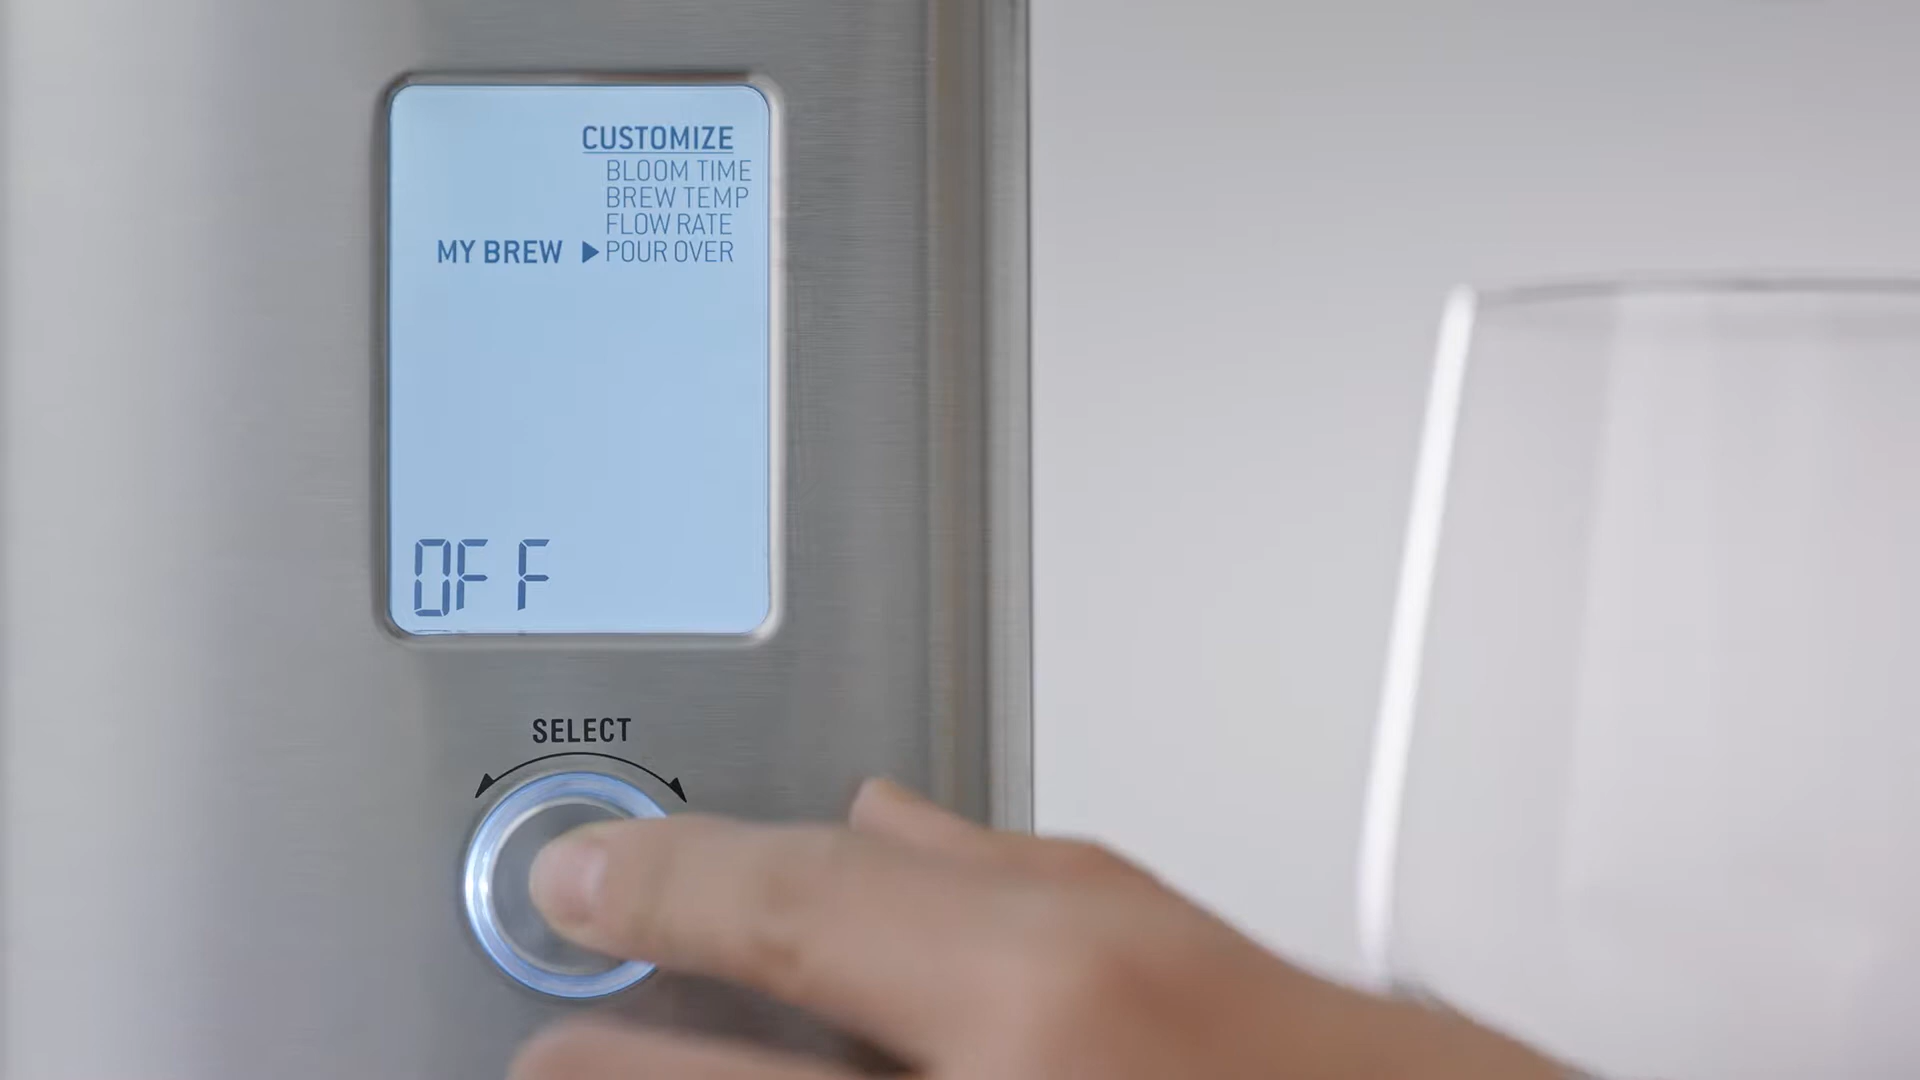 CUSTOMIZE
BLOOM TIME
BREW TEMP
FLOW RATE
MY BREW ▶ POUR OVER
OFF
SELECT